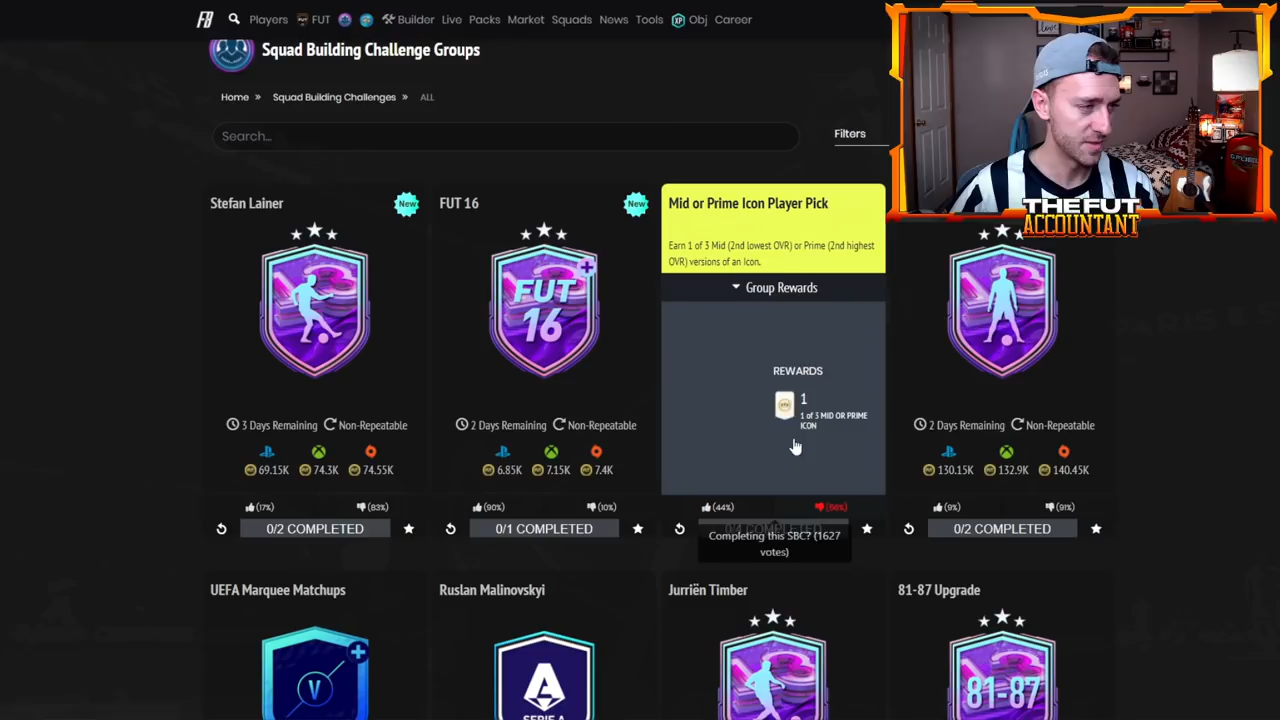 FB Players FUT Builder Live Packs Market Squads News Tools XP Obj Career
Squad Building Challenge Groups
Home » Squad Building Challenges » ALL
Search...
Filters
THE FUT
ACCOUNTANT
Stefan Lainer
New
3 Days Remaining Non-Repeatable
69.15K 74.3K 74.55K
(17%) (83%)
0/2 COMPLETED
FUT 16
New
FUT
16
2 Days Remaining Non-Repeatable
6.85K 7.15K 7.4K
(90%) (10%)
0/1 COMPLETED
Mid or Prime Icon Player Pick
Earn 1 of 3 Mid (2nd lowest OVR) or Prime (2nd highest
OVR) versions of an Icon.
Group Rewards
REWARDS
1
1 of 3 MID OR PRIME
ICON
(44%) (56%)
0/4 COMPLETED
Completing this SBC? (1627
votes)
2 Days Remaining Non-Repeatable
130.15K 132.9K 140.45K
(9%) (91%)
0/2 COMPLETED
UEFA Marquee Matchups
V
Ruslan Malinovskyi
SERIE A
Jurriën Timber
81-87 Upgrade
81-87